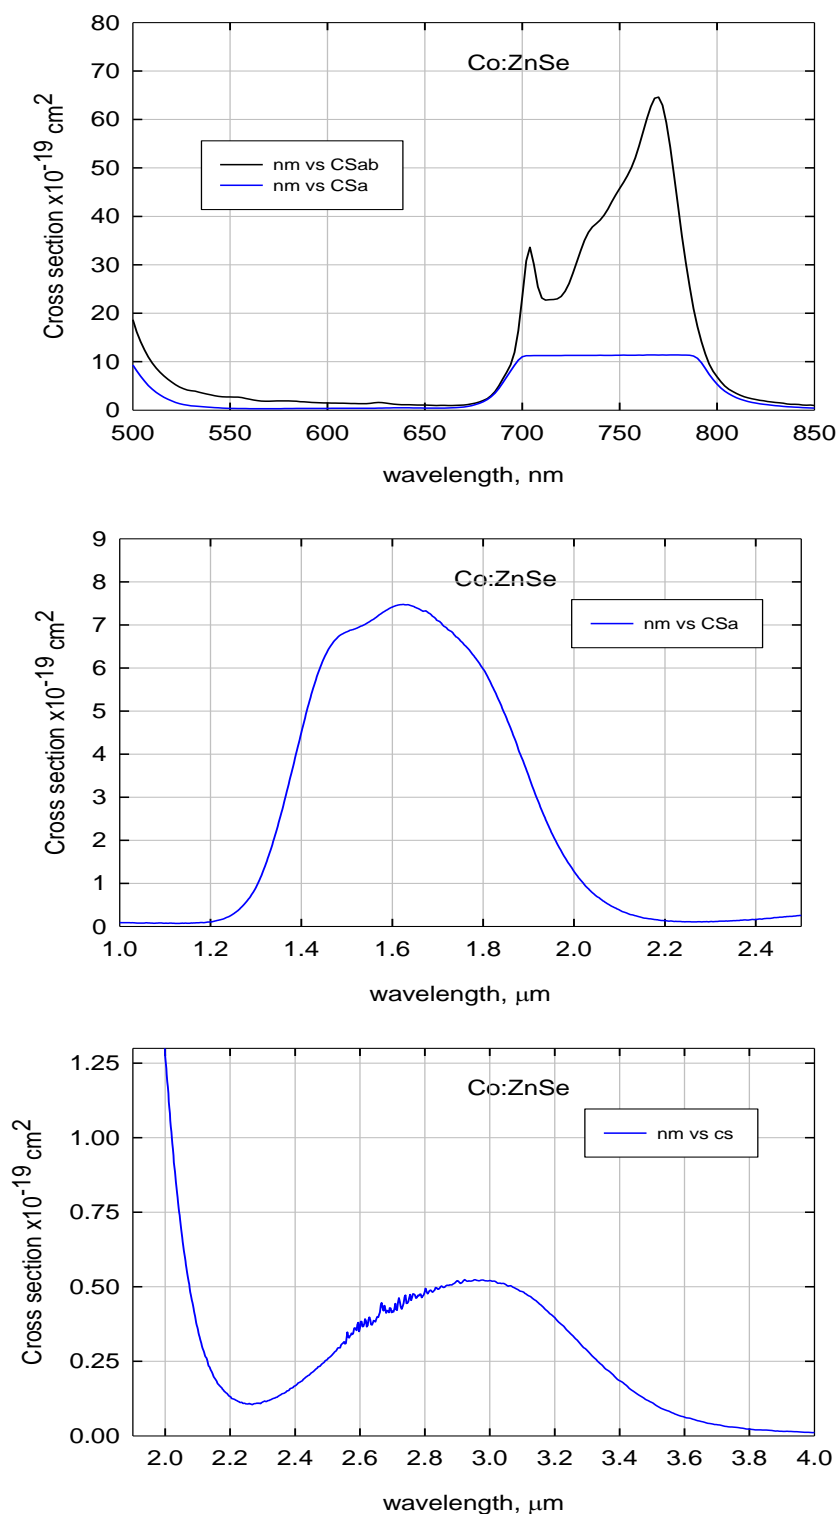 80
70
60
50
40
30
20
10
0
Cross section x10-19 cm2
Co:ZnSe
nm vs CSab
nm vs CSa
500 550 600 650 700 750 800 850
wavelength, nm
9
8
7
6
5
4
3
2
1
0
Cross section x10-19 cm2
Co:ZnSe
nm vs CSa
1.0 1.2 1.4 1.6 1.8 2.0 2.2 2.4
wavelength, μm
1.25
1.00
0.75
0.50
0.25
0.00
Cross section x10-19 cm2
Co:ZnSe
nm vs cs
2.0 2.2 2.4 2.6 2.8 3.0 3.2 3.4 3.6 3.8 4.0
wavelength, μm